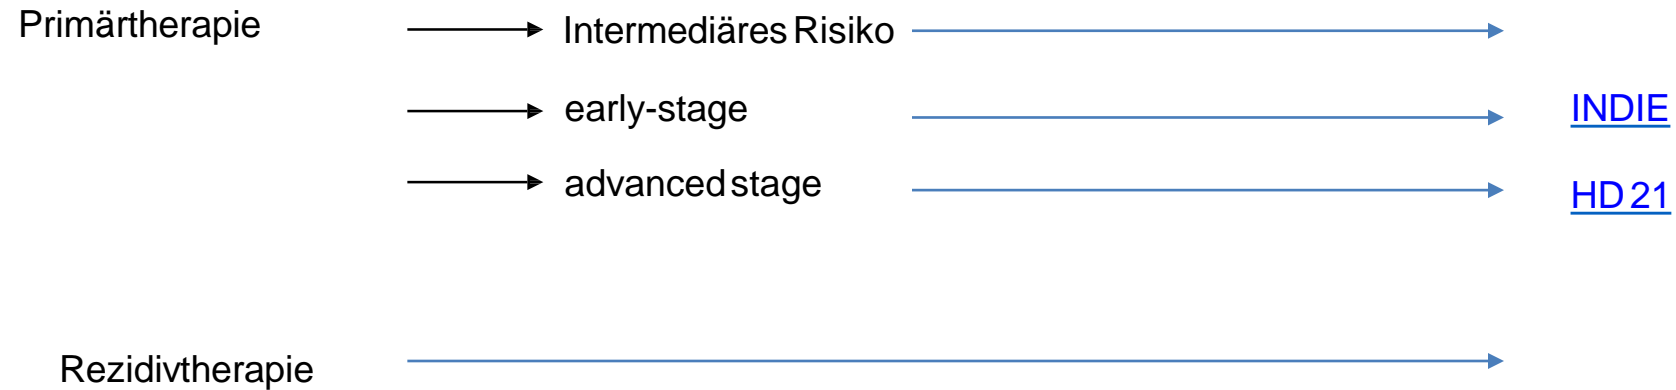 Primärtherapie
Intermediäres Risiko
early-stage
INDIE
advanced stage
HD 21
Rezidivtherapie